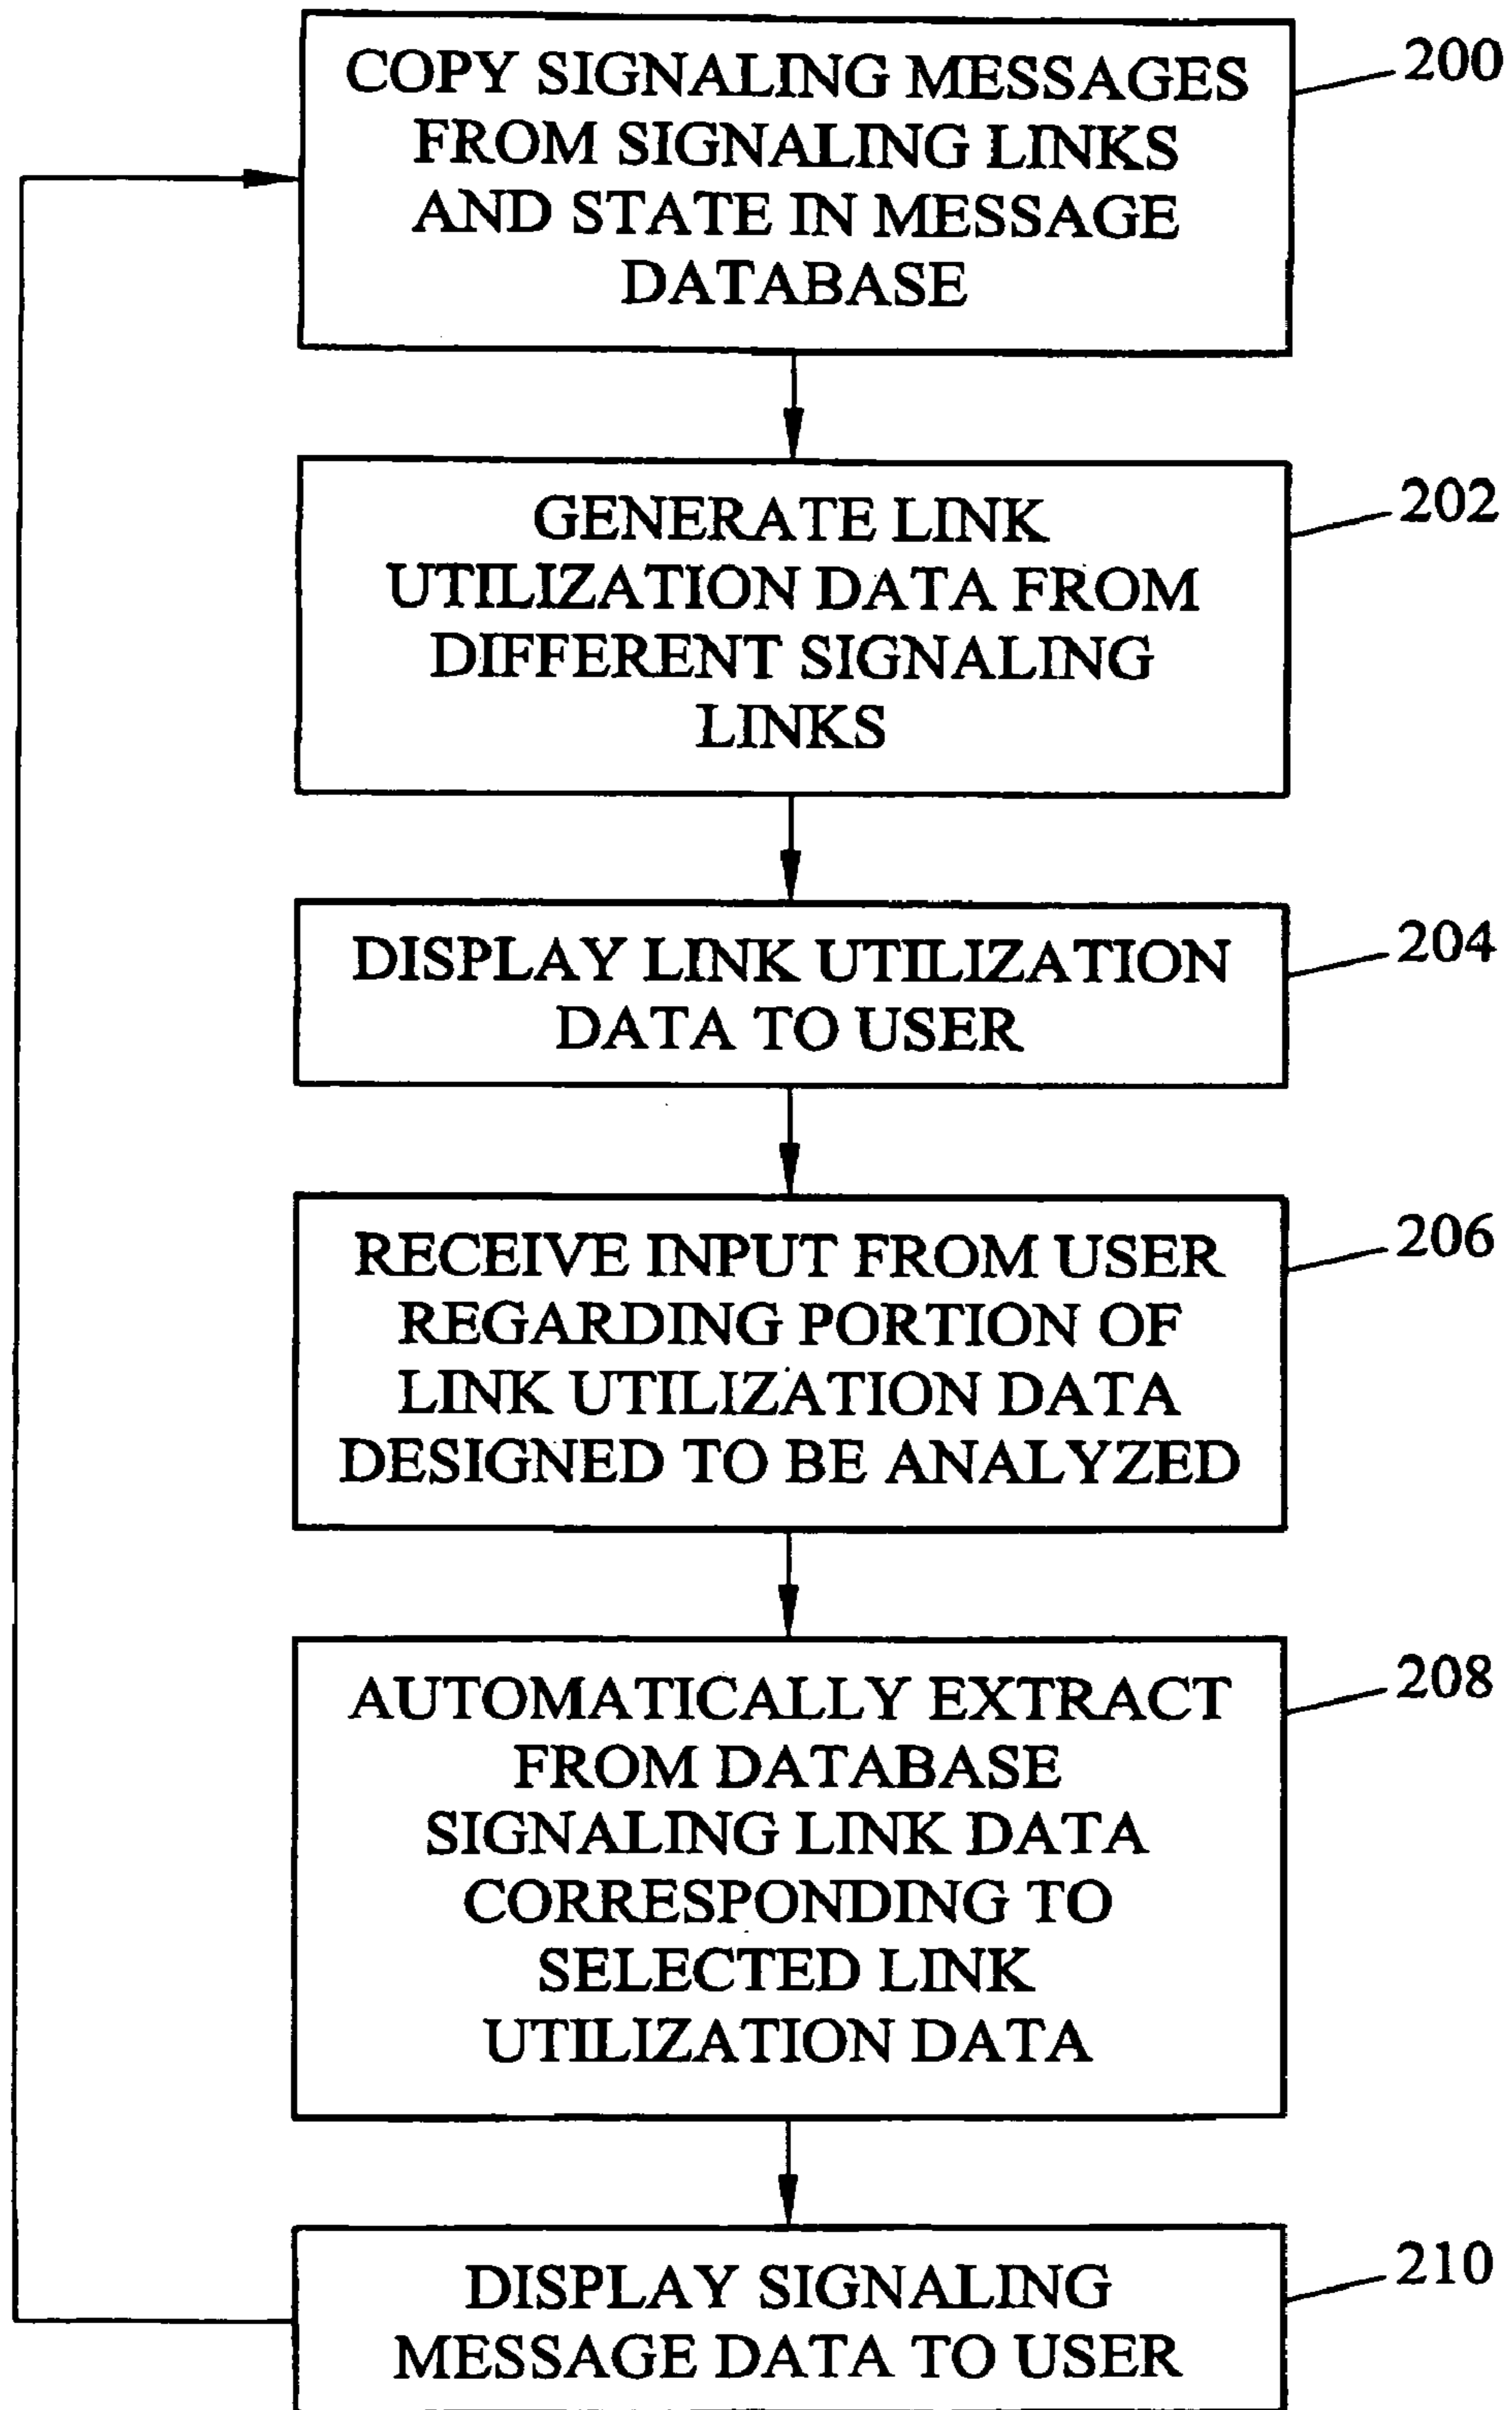 COPY SIGNALING MESSAGES
FROM SIGNALING LINKS
AND STATE IN MESSAGE
DATABASE
200
GENERATE LINK
UTILIZATION DATA FROM
DIFFERENT SIGNALING
LINKS
202
DISPLAY LINK UTILIZATION
DATA TO USER
204
RECEIVE INPUT FROM USER
REGARDING PORTION OF
LINK UTILIZATION DATA
DESIGNED TO BE ANALYZED
206
AUTOMATICALLY EXTRACT
FROM DATABASE
SIGNALING LINK DATA
CORRESPONDING TO
SELECTED LINK
UTILIZATION DATA
208
DISPLAY SIGNALING
MESSAGE DATA TO USER
210